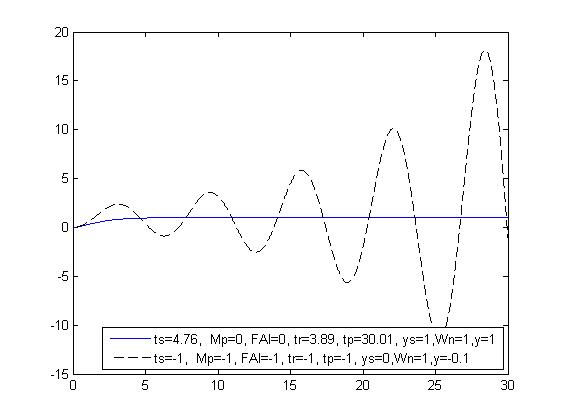 20
15
10
5
0
-5
-10
-15
ts=4.76, Mp=0, FAI=0, tr=3.89, tp=30.01, ys=1,Wn=1,y=1
ts=-1, Mp=-1, FAI=-1, tr=-1, tp=-1, ys=0,Wn=1,y=-0.1
0 5 10 15 20 25 30